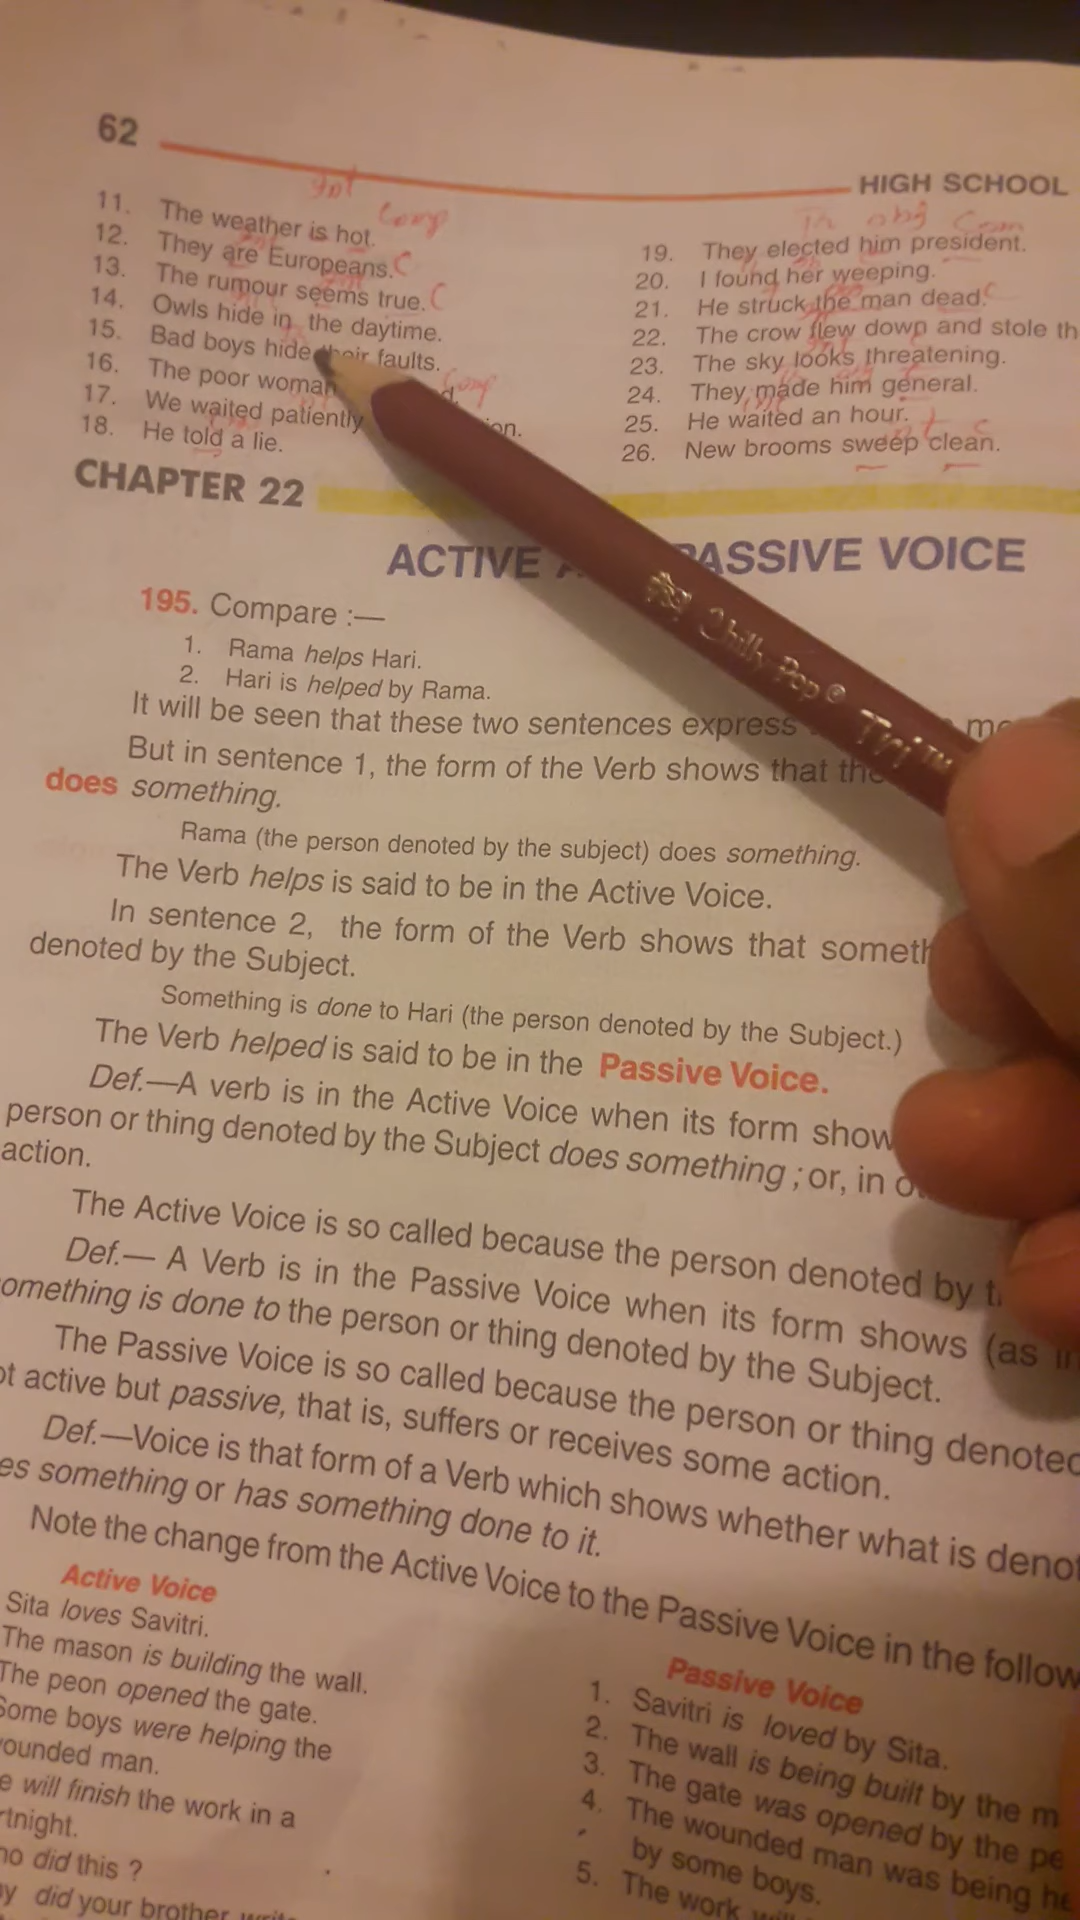 62
HIGH SCHOOL
11. The weather is hot.
12. They are Europeans.
13. The rumour seems true.
14. Owls hide in the daytime.
15. Bad boys hide their faults.
16. The poor woman
17. We waited patiently
18. He told a lie.
19. They elected him president.
20. I found her weeping.
21. He struck the man dead.
22. The crow flew down and stole th
23. The sky looks threatening.
24. They made him general.
25. He waited an hour.
26. New brooms sweep clean.
Comp
obj Com
C
C
Comp
CHAPTER 22
ACTIVE PASSIVE VOICE
195. Compare :—
1. Rama helps Hari.
2. Hari is helped by Rama.
It will be seen that these two sentences express
But in sentence 1, the form of the Verb shows that the
does something.
Rama (the person denoted by the subject) does something.
The Verb helps is said to be in the Active Voice.
In sentence 2, the form of the Verb shows that someth
denoted by the Subject.
Something is done to Hari (the person denoted by the Subject.)
The Verb helped is said to be in the Passive Voice.
Def.—A verb is in the Active Voice when its form show
person or thing denoted by the Subject does something ; or, in o
action.
The Active Voice is so called because the person denoted by t
Def.— A Verb is in the Passive Voice when its form shows (as in
omething is done to the person or thing denoted by the Subject.
The Passive Voice is so called because the person or thing denoted
ot active but passive, that is, suffers or receives some action.
Def.—Voice is that form of a Verb which shows whether what is denot
es something or has something done to it.
Note the change from the Active Voice to the Passive Voice in the follow
Active Voice
Sita loves Savitri.
The mason is building the wall.
The peon opened the gate.
Some boys were helping the
ounded man.
e will finish the work in a
rtnight.
ho did this ?
y did your brother
Passive Voice
1. Savitri is loved by Sita.
2. The wall is being built by the m
3. The gate was opened by the pe
4. The wounded man was being he
by some boys.
5. The work
Chilly Pop® Tri™